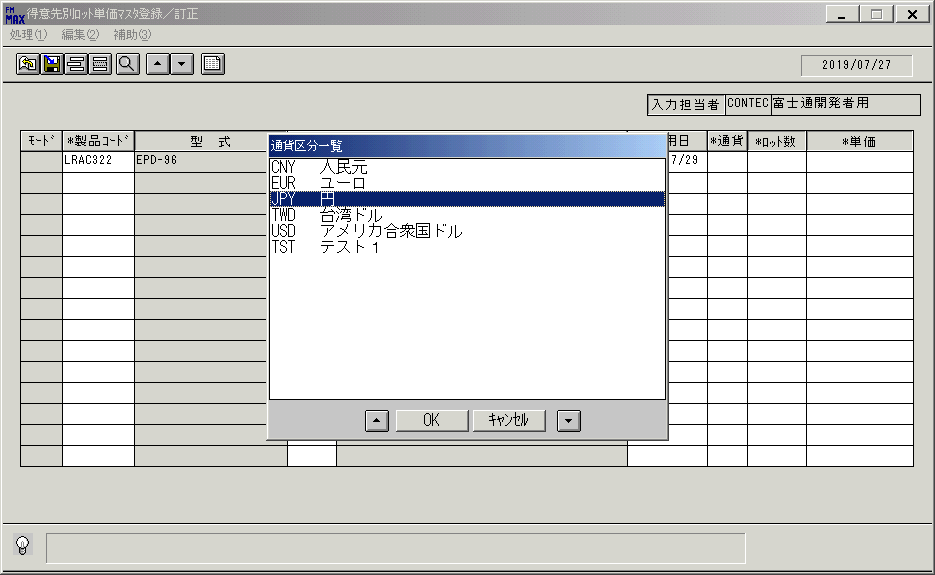 FM MAX 得意先別ﾛｯﾄ単価ﾏｽﾀ登録／訂正
処理(1) 編集(2) 補助(3)
2019/07/27
入力担当者 CONTEC 富士通開発者用
ﾓｰﾄﾞ *製品ｺｰﾄﾞ 型 式 用日 *通貨 *ﾛｯﾄ数 *単価
LRAC322 EPD-96 7/29
通貨区分一覧
CNY 人民元
EUR ユーロ
JPY 円
TWD 台湾ドル
USD アメリカ合衆国ドル
TST テスト１
OK ｷｬﾝｾﾙ